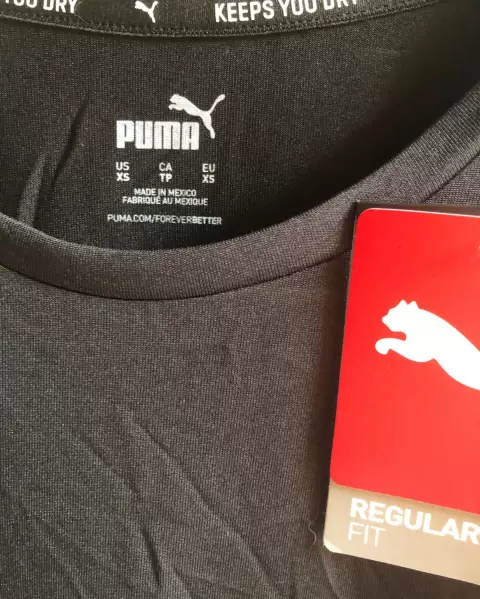 YOU DRY
KEEPS YOU DRY
PUMA
US CA EU
XS TP XS
MADE IN MEXICO
FABRIQUÉ AU MEXIQUE
PUMA.COM/FOREVERBETTER
REGULAR
FIT